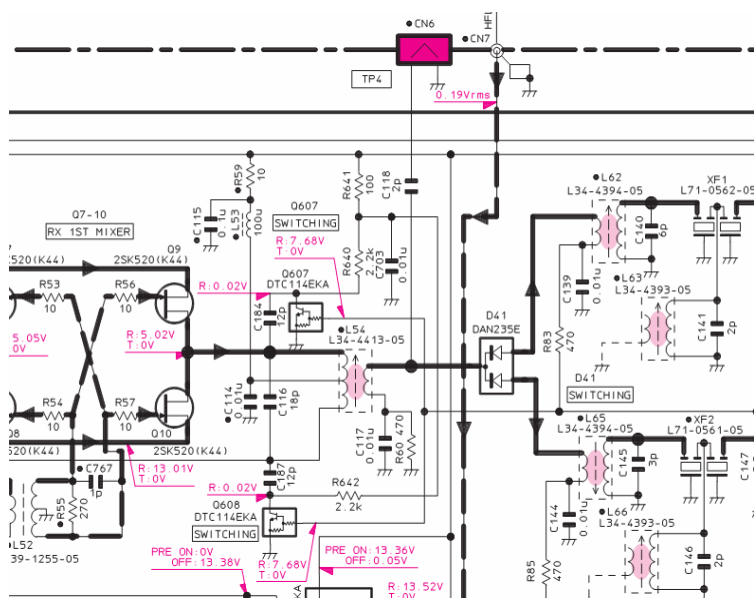 CN6
CN7
HFI
TP4
0.19Vrms
R59
10
R641
100
C118
2p
L62
L34-4394-05
XF1
L71-0562-05
C115
0.1u
L53
100u
Q607
SWITCHING
C140
6p
Q7-10
RX 1ST MIXER
Q9
2SK520(K44)
K520(K44)
R:7.68V
T:0V
R640
2.2k
C703
0.01u
C139
0.01u
L63
L34-4393-05
R53
10
R56
10
R:0.02V
Q607
DTC114EKA
C184
12p
L54
L34-4413-05
D41
DAN235E
R83
470
C141
2p
5.05V
0V
R:5.02V
T:0V
R54
10
R57
10
C114
0.01u
C116
18p
C117
0.01u
R60 470
D41
SWITCHING
Q8
520(K44)
Q10
2SK520(K44)
L65
L34-4394-05
XF2
L71-0561-05
C767
1p
R:13.01V
T:0V
C187
12p
C145
3p
C147
R:0.02V
R642
2.2k
R55
270
Q608
DTC114EKA
SWITCHING
C144
0.01u
L66
L34-4393-05
L52
39-1255-05
PRE ON:0V
OFF:13.38V
R:7.68V
T:0V
PRE ON:13.36V
OFF:0.05V
R85
470
C146
2p
R:13.52V
T:0V
KA